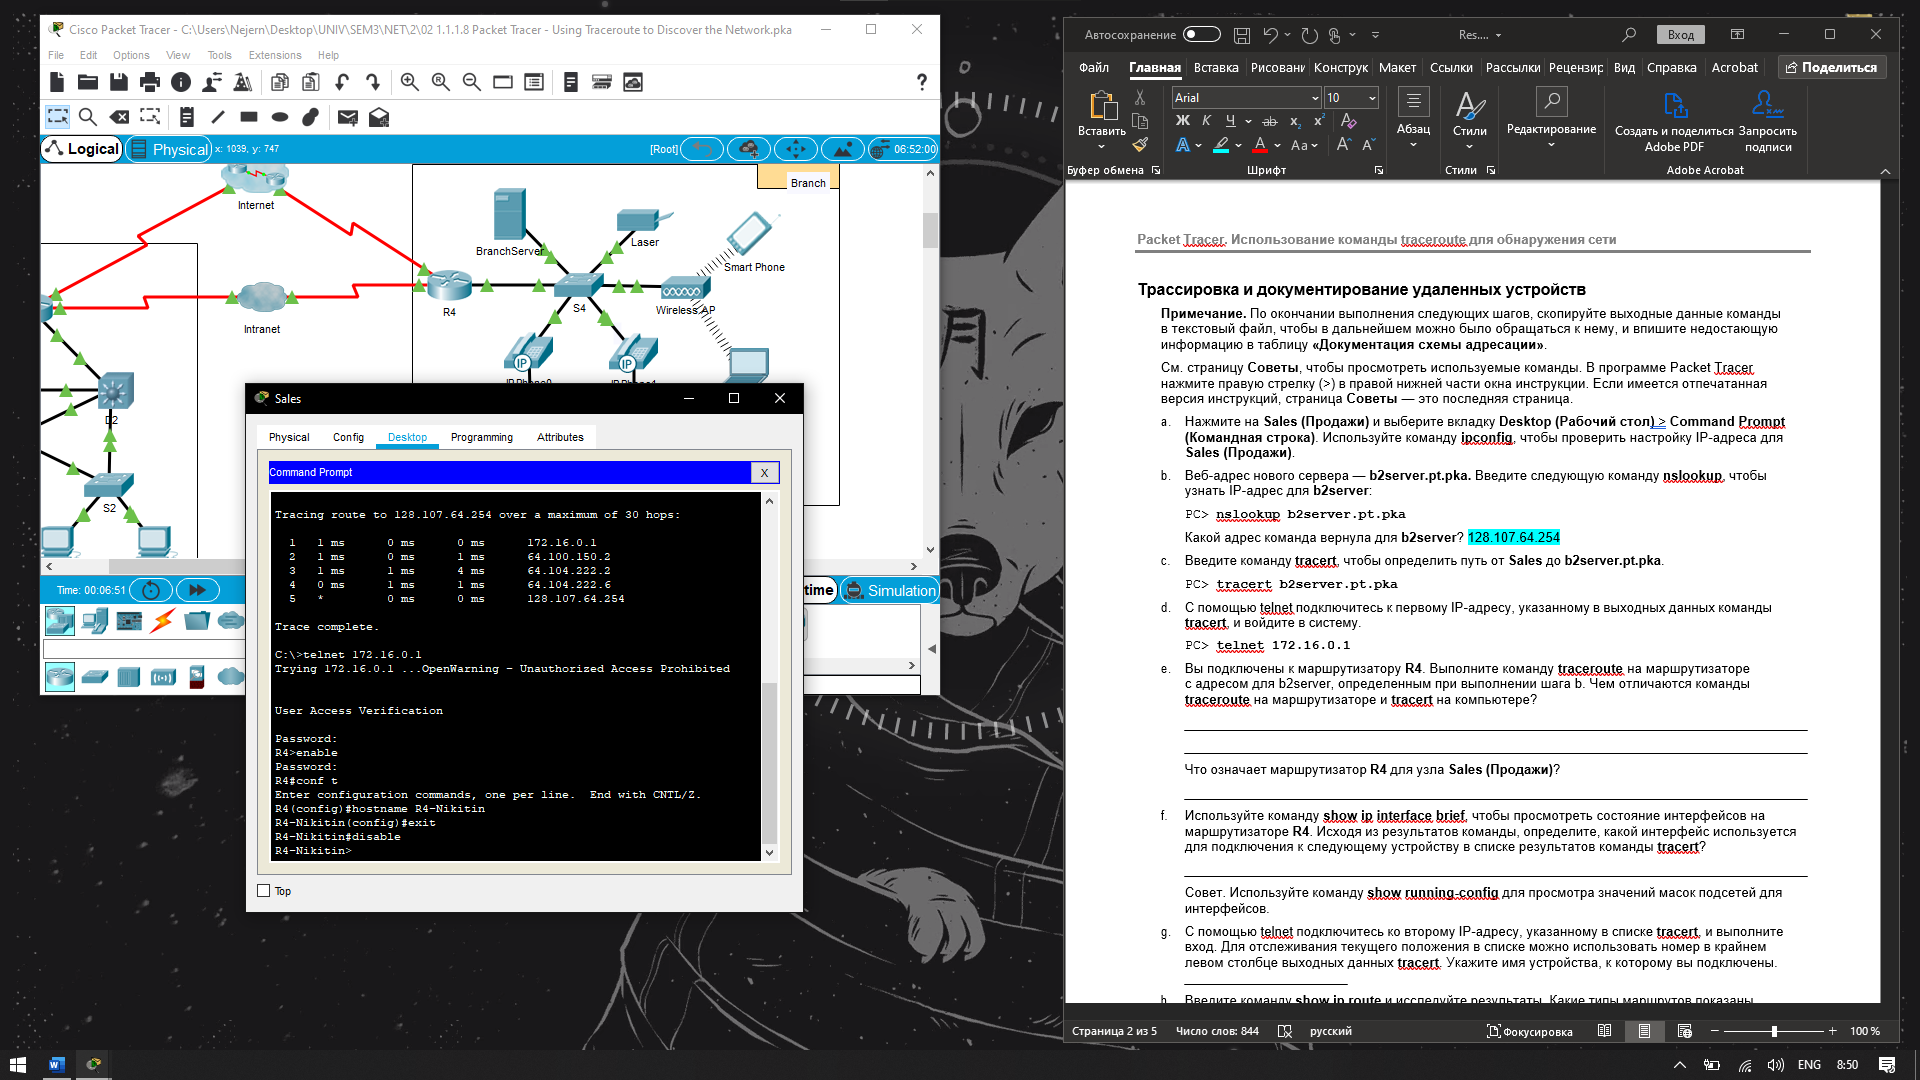 Cisco Packet Tracer - C:\Users\Nejern\Desktop\UNIV\SEM3\NET\2\02 1.1.1.8 Packet Tracer - Using Traceroute to Discover the Network.pka
File Edit Options View Tools Extensions Help
Logical Physical x: 1039, y: 747 [Root] 06:52:00
Branch
Internet
BranchServer
Laser
Smart Phone
Intranet
R4
S4
Wireless AP
IP
IP
D2
S2
Time: 00:06:51
time Simulation
Sales
Physical Config Desktop Programming Attributes
Command Prompt X
Tracing route to 128.107.64.254 over a maximum of 30 hops:
1 1 ms 0 ms 0 ms 172.16.0.1
2 1 ms 0 ms 1 ms 64.100.150.2
3 1 ms 1 ms 4 ms 64.104.222.2
4 0 ms 1 ms 1 ms 64.104.222.6
5 * 0 ms 0 ms 128.107.64.254
Trace complete.
C:\>telnet 172.16.0.1
Trying 172.16.0.1 ...OpenWarning - Unauthorized Access Prohibited
User Access Verification
Password:
R4>enable
Password:
R4#conf t
Enter configuration commands, one per line. End with CNTL/Z.
R4(config)#hostname R4-Nikitin
R4-Nikitin(config)#exit
R4-Nikitin#disable
R4-Nikitin>
Top
Автосохранение Res.... Вход
Файл Главная Вставка Рисовани Конструк Макет Ссылки Рассылки Рецензир Вид Справка Acrobat Поделиться
Вставить
Arial 10
Ж К Ч ab x₂ x²
Абзац
Стили
Редактирование
Создать и поделиться Adobe PDF
Запросить подписи
Буфер обмена Шрифт Стили Adobe Acrobat
Packet Tracer. Использование команды traceroute для обнаружения сети
Трассировка и документирование удаленных устройств
Примечание. По окончании выполнения следующих шагов, скопируйте выходные данные команды
в текстовый файл, чтобы в дальнейшем можно было обращаться к нему, и впишите недостающую
информацию в таблицу «Документация схемы адресации».
См. страницу Советы, чтобы просмотреть используемые команды. В программе Packet Tracer
нажмите правую стрелку (>) в правой нижней части окна инструкции. Если имеется отпечатанная
версия инструкций, страница Советы — это последняя страница.
a. Нажмите на Sales (Продажи) и выберите вкладку Desktop (Рабочий стол) > Command Prompt
(Командная строка). Используйте команду ipconfig, чтобы проверить настройку IP-адреса для
Sales (Продажи).
b. Веб-адрес нового сервера — b2server.pt.pka. Введите следующую команду nslookup, чтобы
узнать IP-адрес для b2server:
PC> nslookup b2server.pt.pka
Какой адрес команда вернула для b2server? 128.107.64.254
c. Введите команду tracert, чтобы определить путь от Sales до b2server.pt.pka.
PC> tracert b2server.pt.pka
d. С помощью telnet подключитесь к первому IP-адресу, указанному в выходных данных команды
tracert, и войдите в систему.
PC> telnet 172.16.0.1
e. Вы подключены к маршрутизатору R4. Выполните команду traceroute на маршрутизаторе
с адресом для b2server, определенным при выполнении шага b. Чем отличаются команды
traceroute на маршрутизаторе и tracert на компьютере?
Что означает маршрутизатор R4 для узла Sales (Продажи)?
f. Используйте команду show ip interface brief, чтобы просмотреть состояние интерфейсов на
маршрутизаторе R4. Исходя из результатов команды, определите, какой интерфейс используется
для подключения к следующему устройству в списке результатов команды tracert?
Совет. Используйте команду show running-config для просмотра значений масок подсетей для
интерфейсов.
g. С помощью telnet подключитесь ко второму IP-адресу, указанному в списке tracert, и выполните
вход. Для отслеживания текущего положения в списке можно использовать номер в крайнем
левом столбце выходных данных tracert. Укажите имя устройства, к которому вы подключены.
h. Введите команду show ip route и исследуйте результаты. Какие типы маршрутов показаны
Страница 2 из 5 Число слов: 844 русский Фокусировка 100 %
ENG 8:50